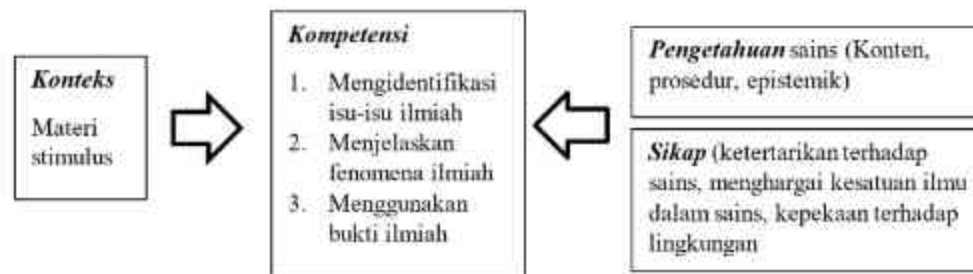 Konteks
Materi
stimulus
Kompetensi
1. Mengidentifikasi
isu-isu ilmiah
2. Menjelaskan
fenomena ilmiah
3. Menggunakan
bukti ilmiah
Pengetahuan sains (Konten,
prosedur, epistemik)
Sikap (ketertarikan terhadap
sains, menghargai kesatuan ilmu
dalam sains, kepekaan terhadap
lingkungan